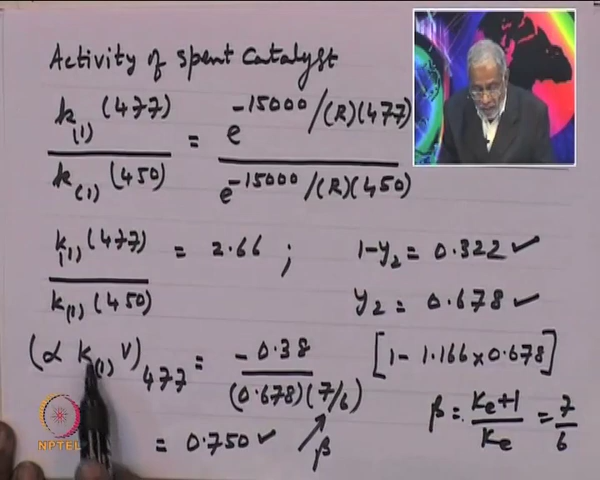 Activity of spent catalyst
k(1) (477) / k(1) (450) = e^-15000/(R)(477) / e^-15000/(R)(450)
k(1) (477) / k(1) (450) = 2.66 ; 1-y2 = 0.322 ✓
y2 = 0.678 ✓
(α k(1) V)477 = -0.38 / (0.678)(7/6) [1 - 1.166 x 0.678]
= 0.750 ✓ β β = Ke+1 / Ke = 7/6
NPTEL